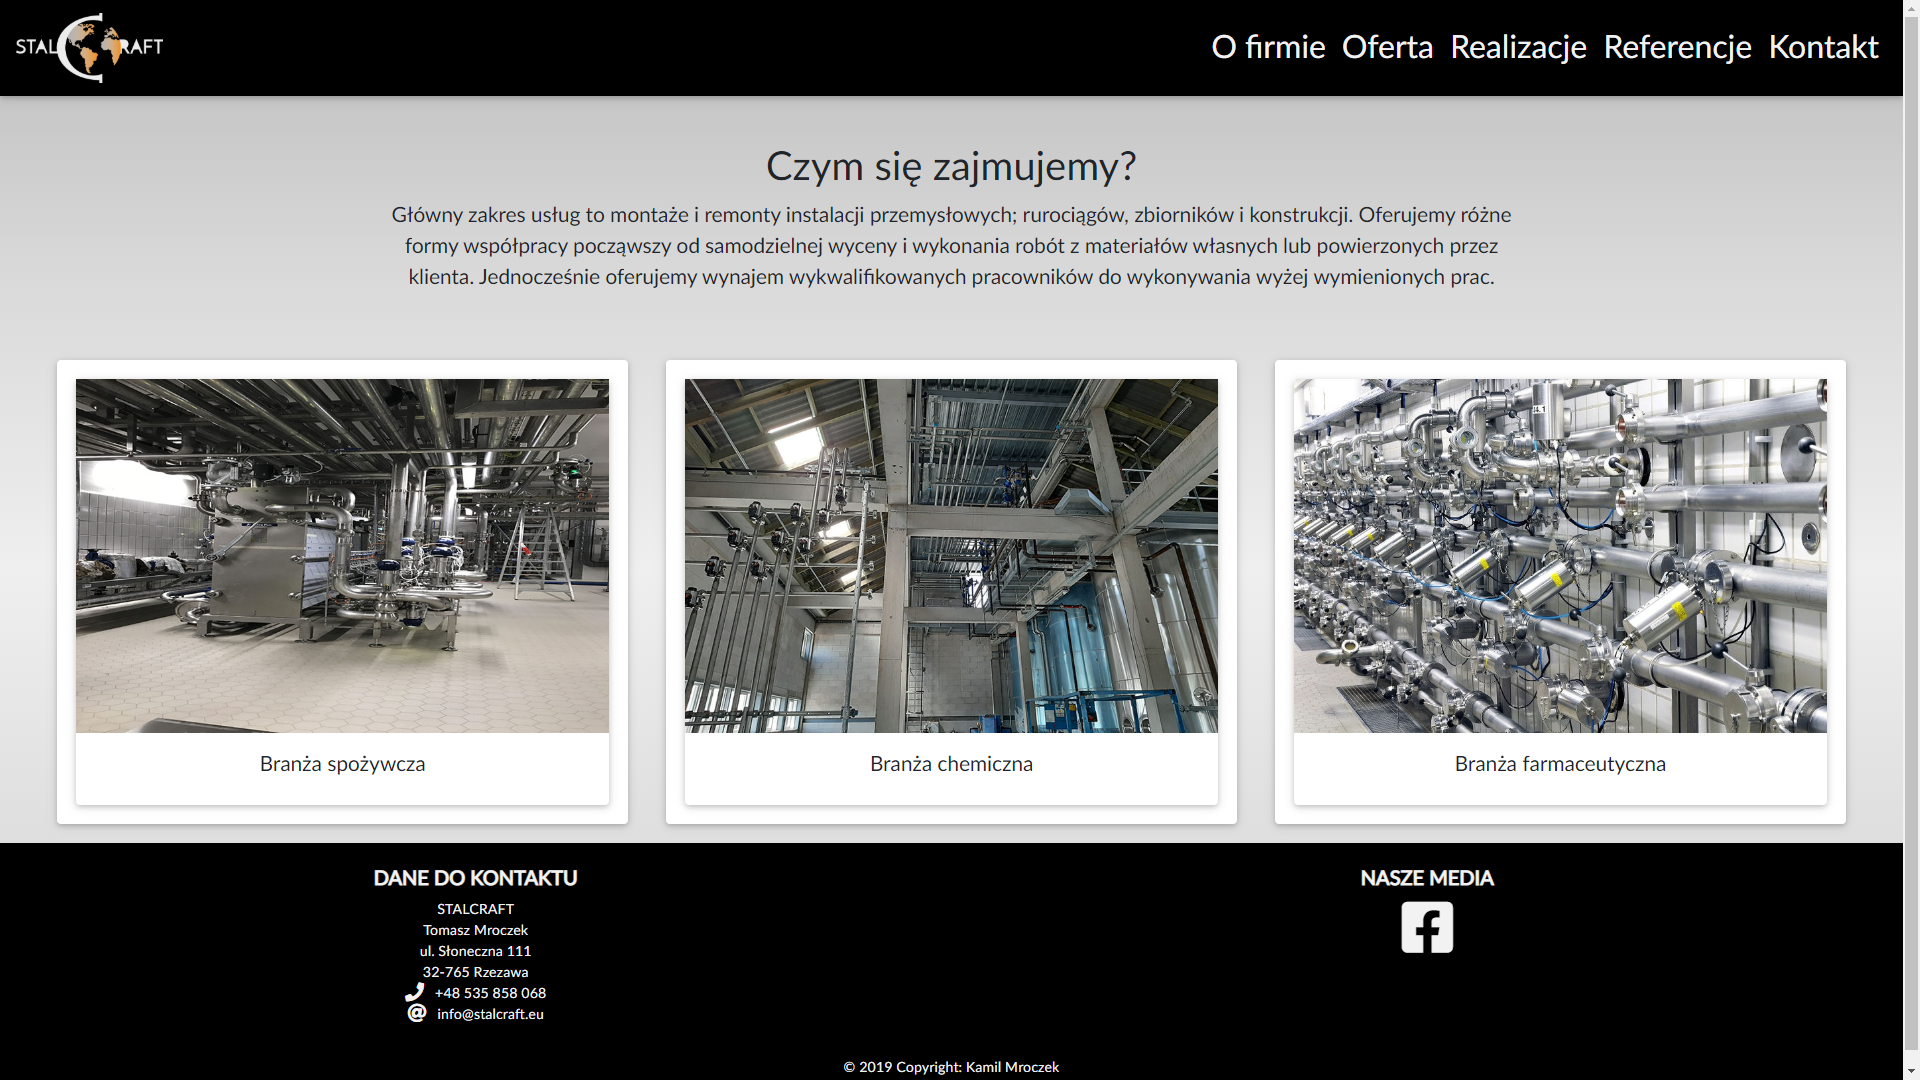 STAL CRAFT
O firmie Oferta Realizacje Referencje Kontakt
Czym się zajmujemy?
Główny zakres usług to montaże i remonty instalacji przemysłowych; rurociągów, zbiorników i konstrukcji. Oferujemy różne
formy współpracy począwszy od samodzielnej wyceny i wykonania robót z materiałów własnych lub powierzonych przez
klienta. Jednocześnie oferujemy wynajem wykwalifikowanych pracowników do wykonywania wyżej wymienionych prac.
Branża spożywcza
Branża chemiczna
Branża farmaceutyczna
DANE DO KONTAKTU
STALCRAFT
Tomasz Mroczek
ul. Słoneczna 111
32-765 Rzezawa
+48 535 858 068
info@stalcraft.eu
NASZE MEDIA
© 2019 Copyright: Kamil Mroczek